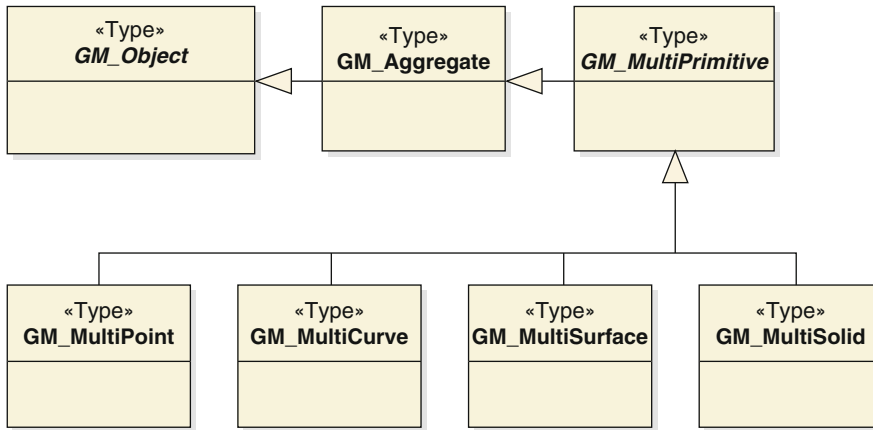 «Type»
GM_Object
«Type»
GM_Aggregate
«Type»
GM_MultiPrimitive
«Type»
GM_MultiPoint
«Type»
GM_MultiCurve
«Type»
GM_MultiSurface
«Type»
GM_MultiSolid